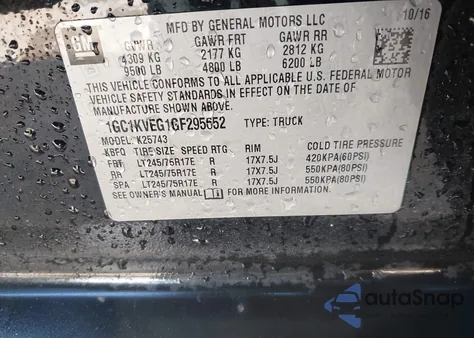 GM
MFD BY GENERAL MOTORS LLC
10/16
GVWR GAWR FRT GAWR RR
4309 KG 2177 KG 2812 KG
9500 LB 4800 LB 6200 LB
THIS VEHICLE CONFORMS TO ALL APPLICABLE U.S. FEDERAL MOTOR
VEHICLE SAFETY STANDARDS IN EFFECT ON THE DATE OF
MANUFACTURE SHOWN ABOVE.
1GC1KVEG1GF295652 TYPE: TRUCK
MODEL: K25743
KBFQ TIRE SIZE SPEED RTG RIM COLD TIRE PRESSURE
FRT LT245/75R17E 17X7.5J 420KPA(60PSI)
RR LT245/75R17E 17X7.5J 550KPA(80PSI)
SPA LT245/75R17E 17X7.5J 550KPA(80PSI)
SEE OWNER'S MANUAL FOR MORE INFORMATION
autoSnap